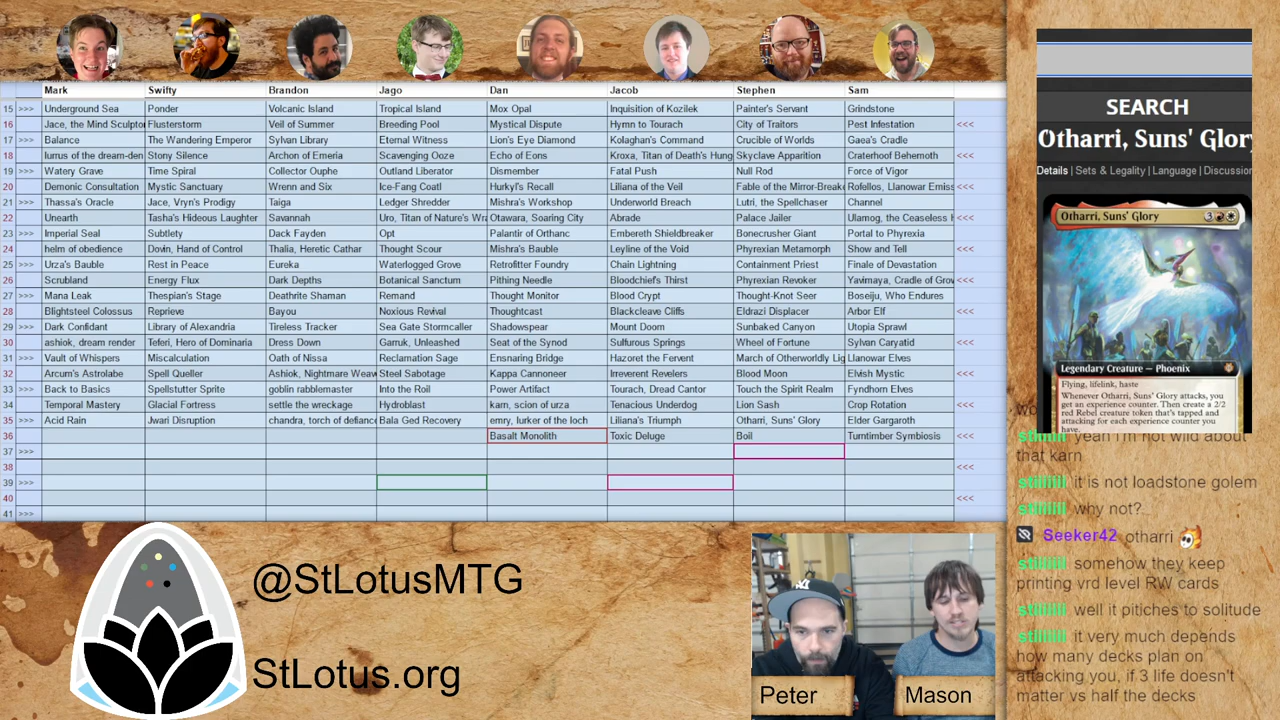 Mark Swifty Brandon Jago Dan Jacob Stephen Sam
15 >>> Underground Sea Ponder Volcanic Island Tropical Island Mox Opal Inquisition of Kozilek Painter's Servant Grindstone
16 Jace, the Mind Sculpto Flusterstorm Veil of Summer Breeding Pool Mystical Dispute Hymn to Tourach City of Traitors Pest Infestation <<<
17 >>> Balance The Wandering Emperor Sylvan Library Eternal Witness Lion's Eye Diamond Kolaghan's Command Crucible of Worlds Gaea's Cradle
18 lurrus of the dream-den Stony Silence Archon of Emeria Scavenging Ooze Echo of Eons Kroxa, Titan of Death's Hung Skyclave Apparition Craterhoof Behemoth <<<
19 >>> Watery Grave Time Spiral Collector Ouphe Outland Liberator Dismember Fatal Push Null Rod Force of Vigor
20 Demonic Consultation Mystic Sanctuary Wrenn and Six Ice-Fang Coatl Hurkyl's Recall Liliana of the Veil Fable of the Mirror-Breake Rofellos, Llanowar Emiss <<<
21 >>> Thassa's Oracle Jace, Vryn's Prodigy Taiga Ledger Shredder Mishra's Workshop Underworld Breach Lutri, the Spellchaser Channel
22 Unearth Tasha's Hideous Laughter Savannah Uro, Titan of Nature's Wra Otawara, Soaring City Abrade Palace Jailer Ulamog, the Ceaseless H <<<
23 >>> Imperial Seal Subtlety Dack Fayden Opt Palantir of Orthanc Embereth Shieldbreaker Bonecrusher Giant Portal to Phyrexia
24 helm of obedience Dovin, Hand of Control Thalia, Heretic Cathar Thought Scour Mishra's Bauble Leyline of the Void Phyrexian Metamorph Show and Tell <<<
25 >>> Urza's Bauble Rest in Peace Eureka Waterlogged Grove Retrofitter Foundry Chain Lightning Containment Priest Finale of Devastation
26 Scrubland Energy Flux Dark Depths Botanical Sanctum Pithing Needle Bloodchief's Thirst Phyrexian Revoker Yavimaya, Cradle of Grov <<<
27 >>> Mana Leak Thespian's Stage Deathrite Shaman Remand Thought Monitor Blood Crypt Thought-Knot Seer Boseiju, Who Endures
28 Blightsteel Colossus Reprieve Bayou Noxious Revival Thoughtcast Blackcleave Cliffs Eldrazi Displacer Arbor Elf <<<
29 >>> Dark Confidant Library of Alexandria Tireless Tracker Sea Gate Stormcaller Shadowspear Mount Doom Sunbaked Canyon Utopia Sprawl
30 ashiok, dream render Teferi, Hero of Dominaria Dress Down Garruk, Unleashed Seat of the Synod Sulfurous Springs Wheel of Fortune Sylvan Caryatid <<<
31 >>> Vault of Whispers Miscalculation Oath of Nissa Reclamation Sage Ensnaring Bridge Hazoret the Fervent March of Otherworldly Lig Llanowar Elves
32 Arcum's Astrolabe Spell Queller Ashiok, Nightmare Weav Steel Sabotage Kappa Cannoneer Irreverent Revelers Blood Moon Elvish Mystic <<<
33 >>> Back to Basics Spellstutter Sprite goblin rabblemaster Into the Roil Power Artifact Tourach, Dread Cantor Touch the Spirit Realm Fyndhorn Elves
34 Temporal Mastery Glacial Fortress settle the wreckage Hydroblast karn, scion of urza Tenacious Underdog Lion Sash Crop Rotation <<<
35 >>> Acid Rain Jwari Disruption chandra, torch of defiance Bala Ged Recovery emry, lurker of the loch Liliana's Triumph Otharri, Suns' Glory Elder Gargaroth
36 Basalt Monolith Toxic Deluge Boil Turntimber Symbiosis <<<
37 >>>
38 <<<
39 >>>
40 <<<
41 >>>
SEARCH
Otharri, Suns' Glory
Details | Sets & Legality | Language | Discussion
Otharri, Suns' Glory 3
Legendary Creature — Phoenix
Flying, lifelink, haste
Whenever Otharri, Suns' Glory attacks, you
get an experience counter. Then create a 2/2
red Rebel creature token that's tapped and
attacking for each experience counter you
have.
yeah I'm not wild about
that karn
it is not loadstone golem
why not?
Seeker42 otharri
somehow they keep
printing vrd level RW cards
well it pitiches to solitude
it very much depends
how many decks plan on
attacking you, if 3 life doesn't
matter vs half the decks
@StLotusMTG
StLotus.org
Peter
Mason